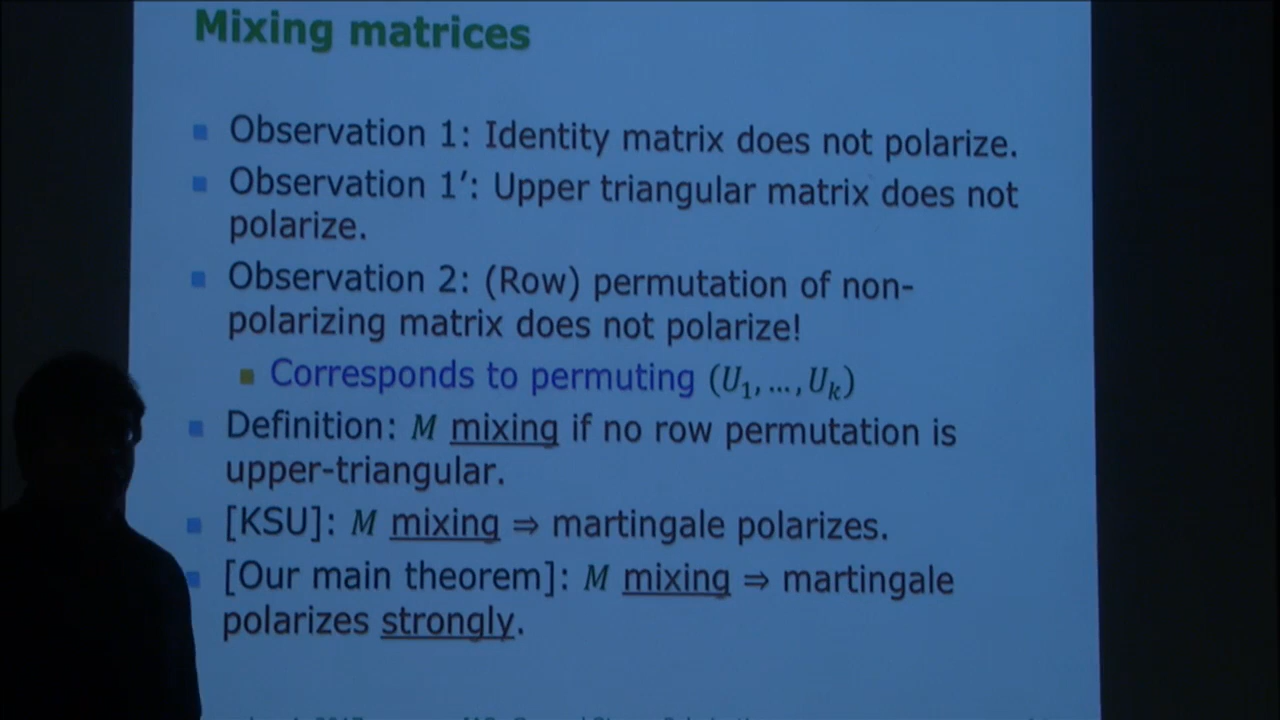 Mixing matrices
Observation 1: Identity matrix does not polarize.
Observation 1′: Upper triangular matrix does not
polarize.
Observation 2: (Row) permutation of non-
polarizing matrix does not polarize!
Corresponds to permuting (U₁, …, Uₖ)
Definition: M mixing if no row permutation is
upper-triangular.
[KSU]: M mixing ⇒ martingale polarizes.
[Our main theorem]: M mixing ⇒ martingale
polarizes strongly.